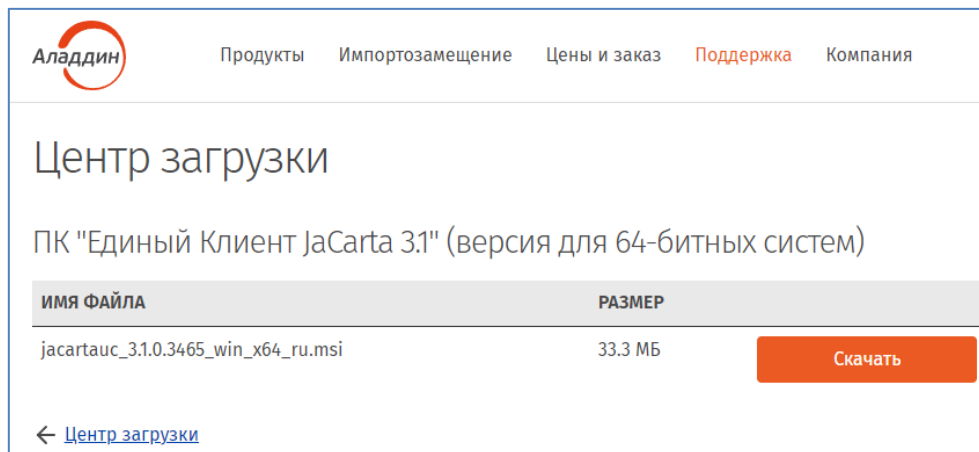 Аладдин
Продукты Импортозамещение Цены и заказ Поддержка Компания
Центр загрузки
ПК "Единый Клиент JaCarta 3.1" (версия для 64-битных систем)
ИМЯ ФАЙЛА РАЗМЕР
jacartauc_3.1.0.3465_win_x64_ru.msi 33.3 МБ Скачать
← Центр загрузки